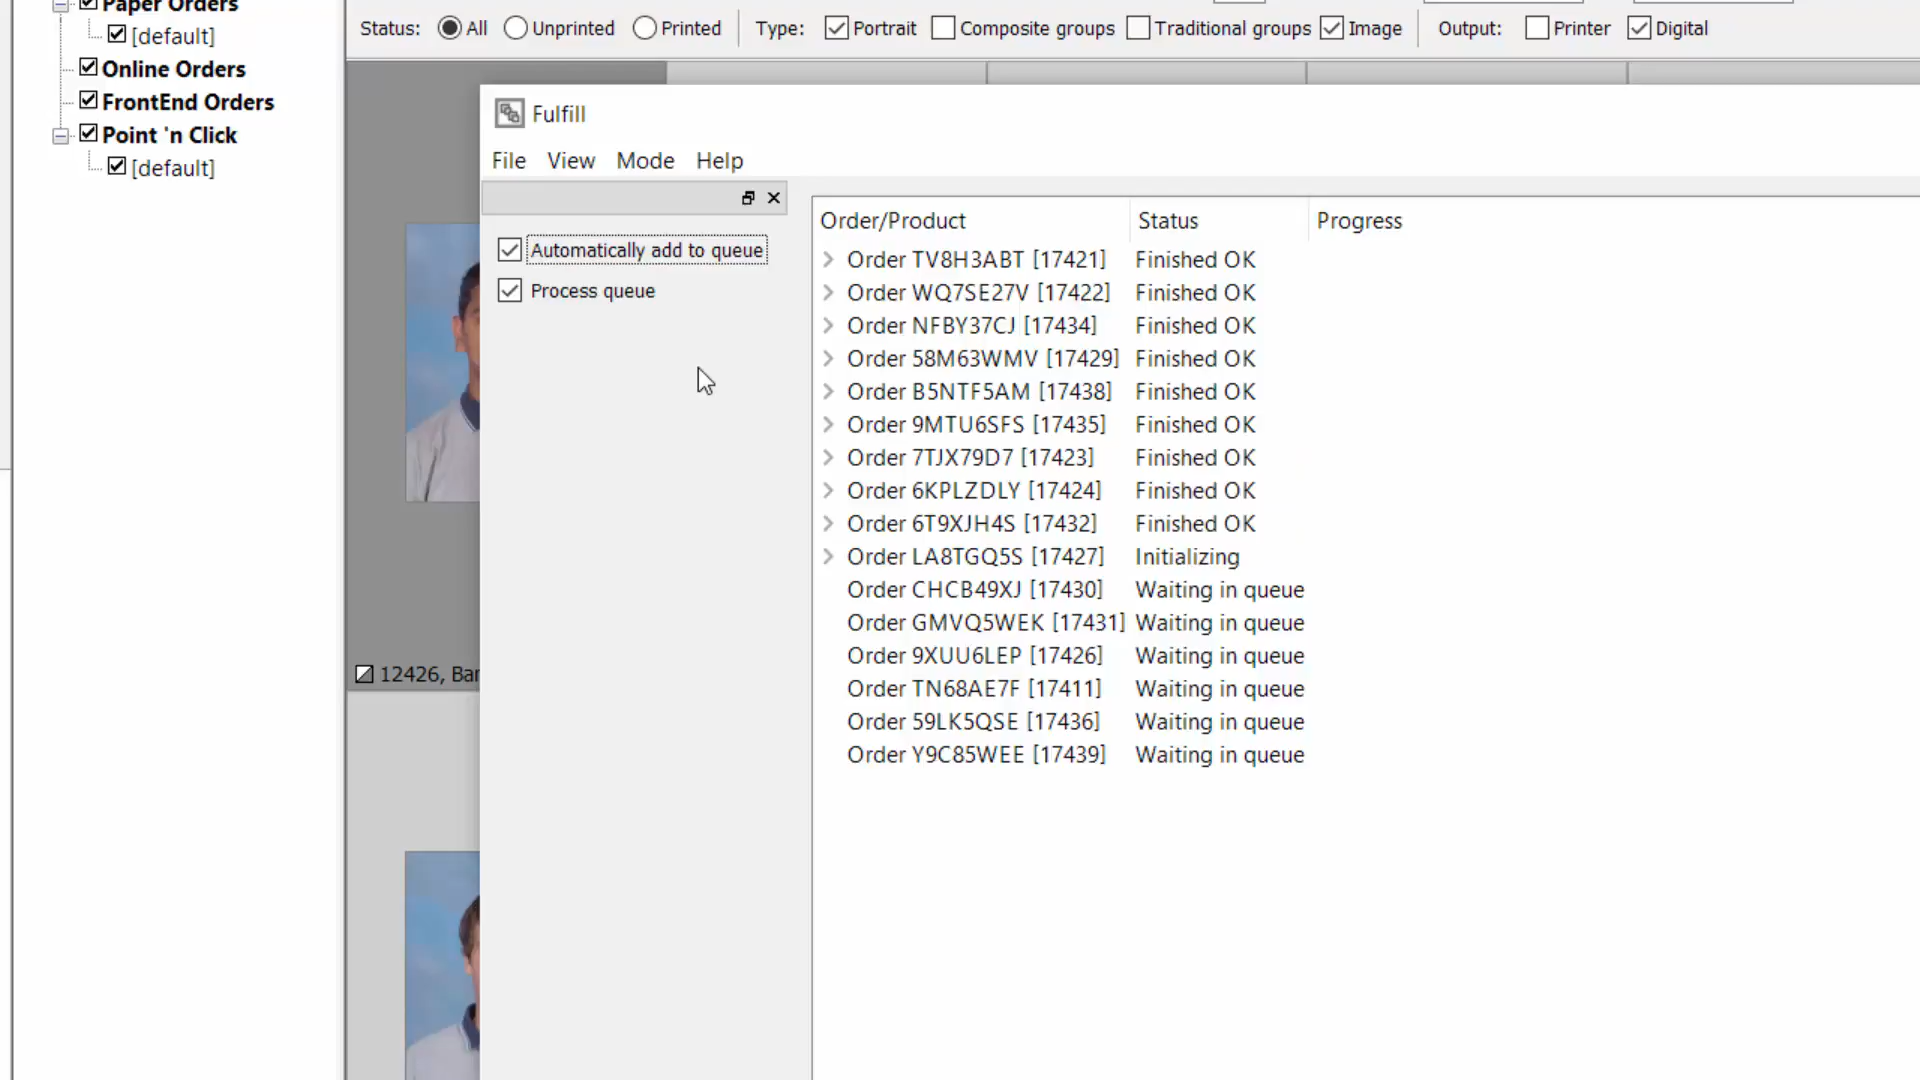 Paper Orders
[default]
Online Orders
FrontEnd Orders
Point 'n Click
[default]
Status: All Unprinted Printed Type: Portrait Composite groups Traditional groups Image Output: Printer Digital
Fulfill
File View Mode Help
Automatically add to queue
Process queue
Order/Product Status Progress
Order TV8H3ABT [17421] Finished OK
Order WQ7SE27V [17422] Finished OK
Order NFBY37CJ [17434] Finished OK
Order 58M63WMV [17429] Finished OK
Order B5NTF5AM [17438] Finished OK
Order 9MTU6SFS [17435] Finished OK
Order 7TJX79D7 [17423] Finished OK
Order 6KPLZDLY [17424] Finished OK
Order 6T9XJH4S [17432] Finished OK
Order LA8TGQ5S [17427] Initializing
Order CHCB49XJ [17430] Waiting in queue
Order GMVQ5WEK [17431] Waiting in queue
Order 9XUU6LEP [17426] Waiting in queue
Order TN68AE7F [17411] Waiting in queue
Order 59LK5QSE [17436] Waiting in queue
Order Y9C85WEE [17439] Waiting in queue
12426,